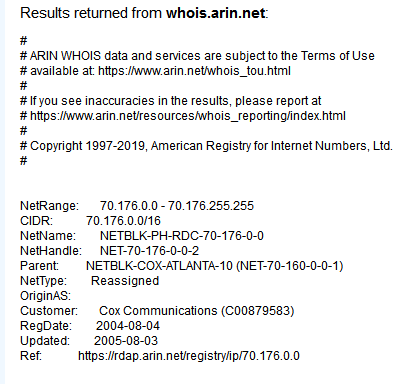 Results returned from whois.arin.net:
#
# ARIN WHOIS data and services are subject to the Terms of Use
# available at: https://www.arin.net/whois_tou.html
#
# If you see inaccuracies in the results, please report at
# https://www.arin.net/resources/whois_reporting/index.html
#
# Copyright 1997-2019, American Registry for Internet Numbers, Ltd.
#
NetRange: 70.176.0.0 - 70.176.255.255
CIDR: 70.176.0.0/16
NetName: NETBLK-PH-RDC-70-176-0-0
NetHandle: NET-70-176-0-0-2
Parent: NETBLK-COX-ATLANTA-10 (NET-70-160-0-0-1)
NetType: Reassigned
OriginAS:
Customer: Cox Communications (C00879583)
RegDate: 2004-08-04
Updated: 2005-08-03
Ref: https://rdap.arin.net/registry/ip/70.176.0.0